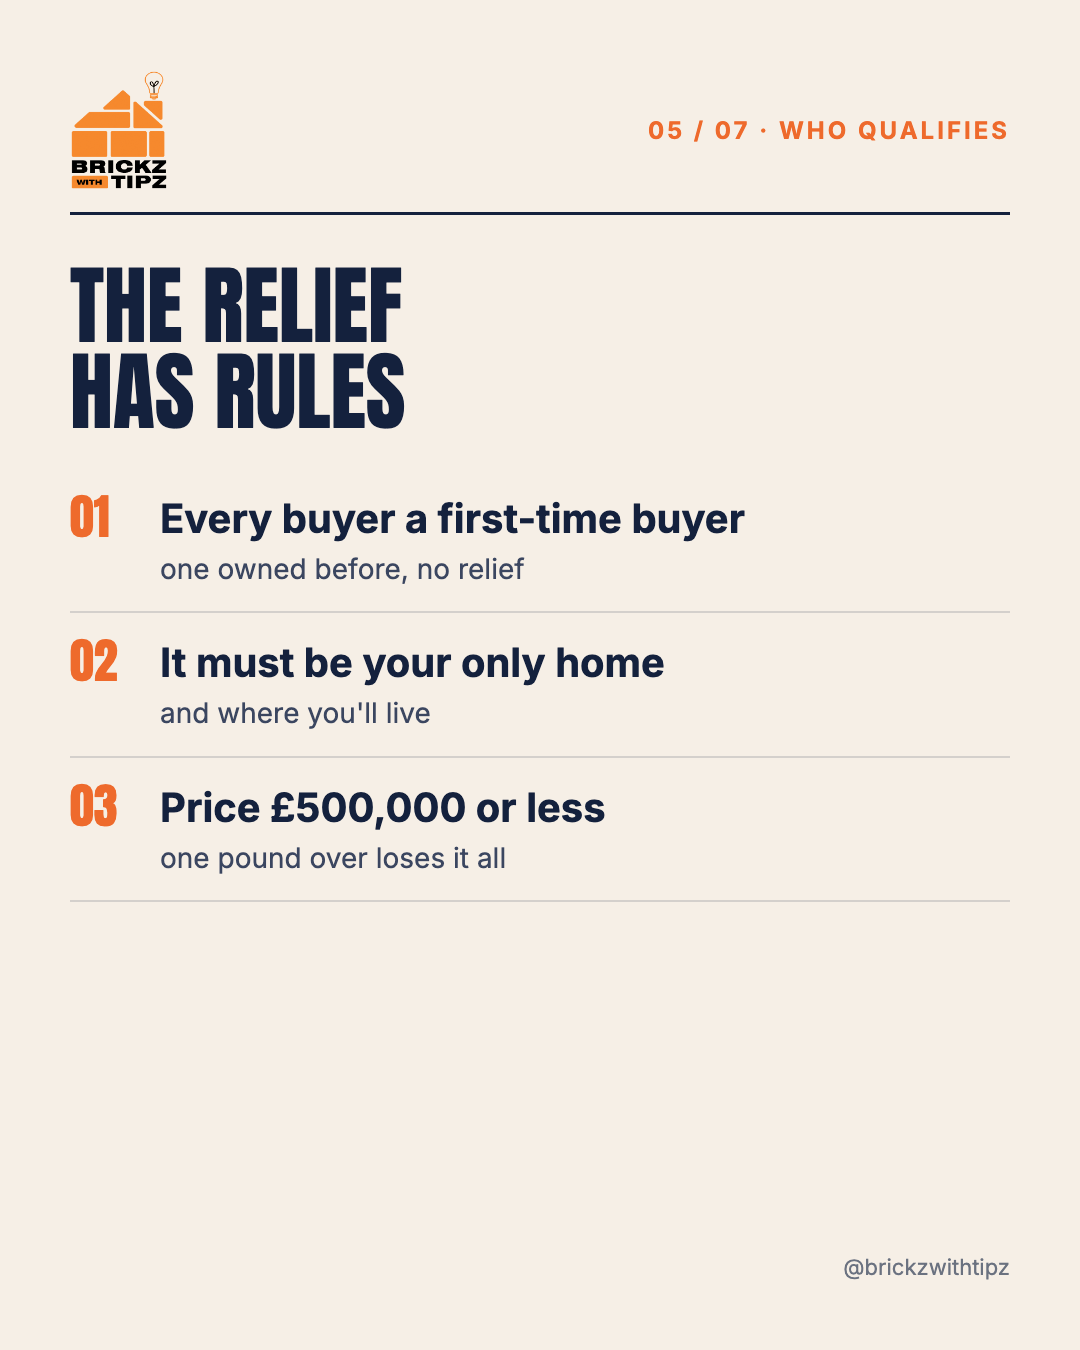 BRICKZ
WITH TIPZ
05 / 07 · WHO QUALIFIES
THE RELIEF
HAS RULES
01 Every buyer a first-time buyer
one owned before, no relief
02 It must be your only home
and where you'll live
03 Price £500,000 or less
one pound over loses it all
@brickzwithtipz